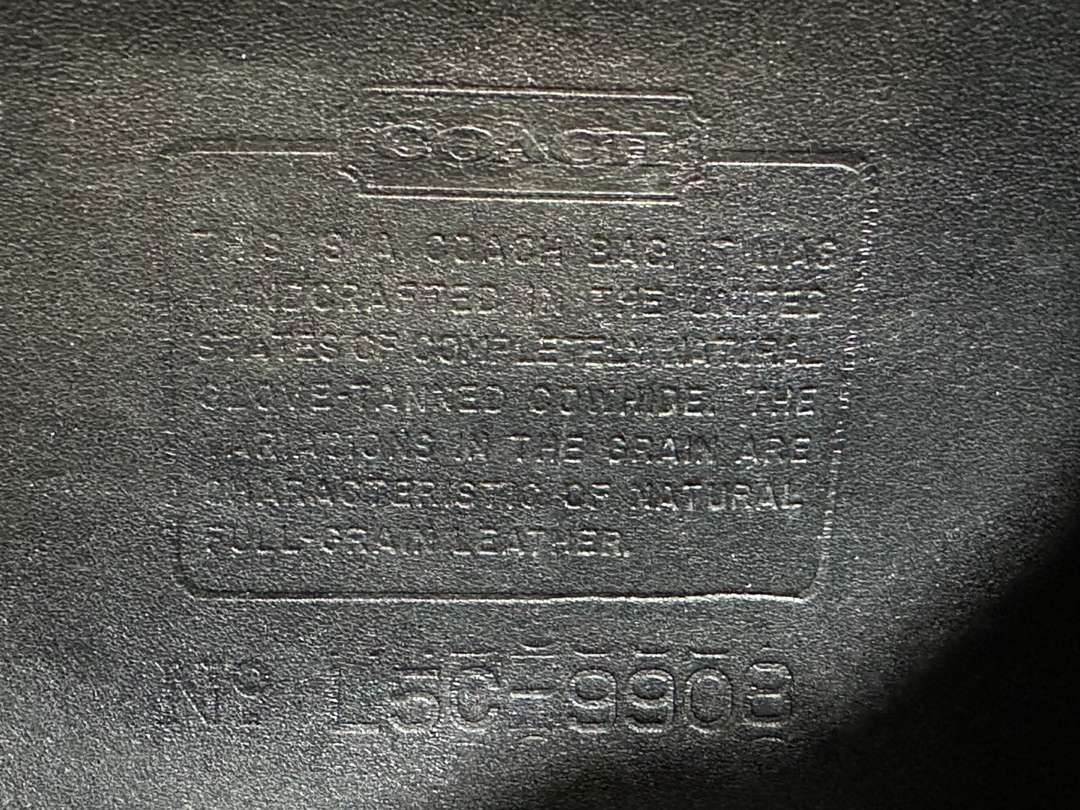 COACH
THIS IS A COACH BAG. IT WAS
HANDCRAFTED IN THE UNITED
STATES OF COMPLETELY NATURAL
GLOVE-TANNED COWHIDE. THE
VARIATIONS IN THE GRAIN ARE
CHARACTERISTIC OF NATURAL
FULL-GRAIN LEATHER.
Nº L5C-9908